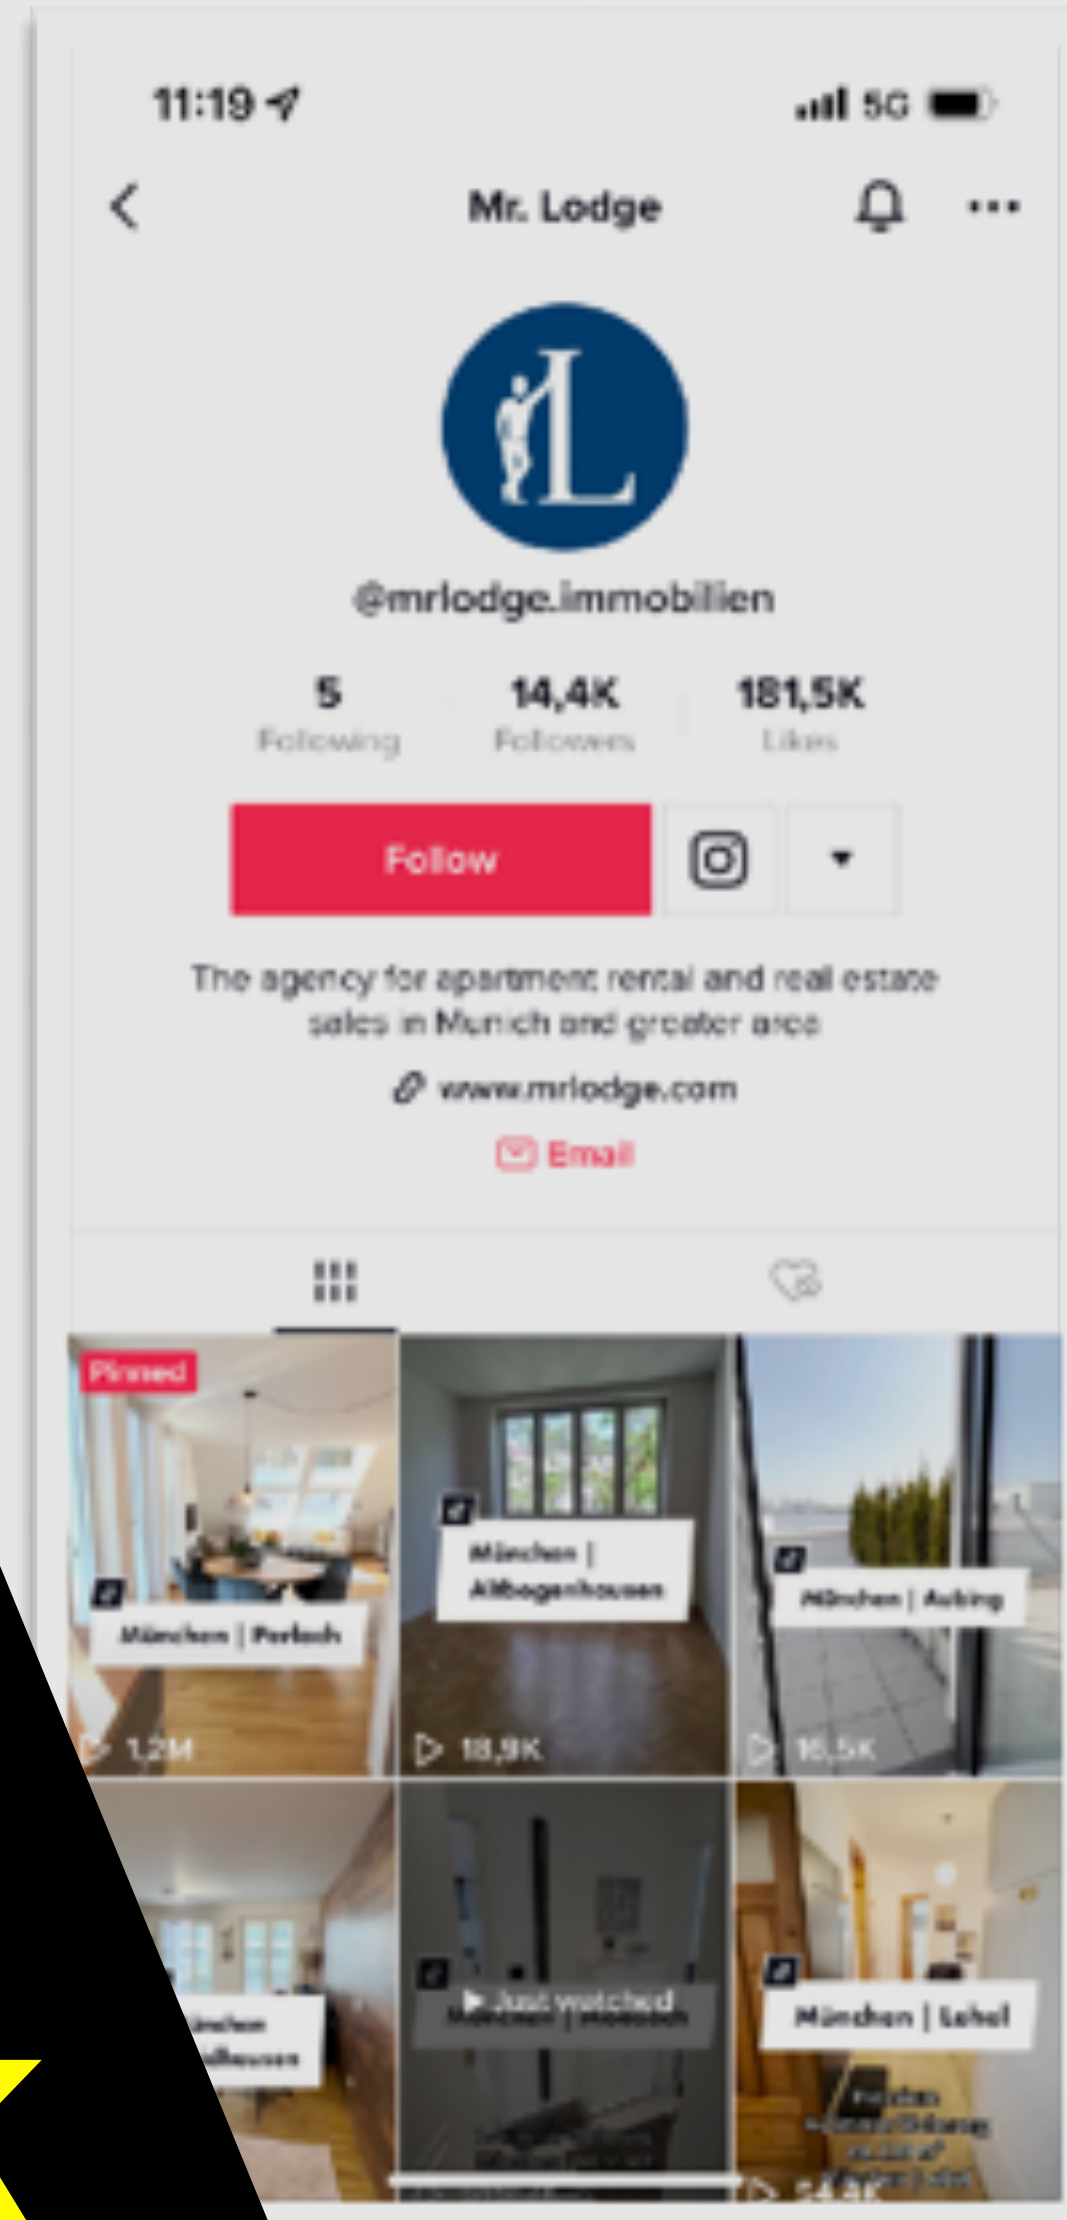 11:19
5G
Mr. Lodge
L
@mrlodge.immobilien
5 14,4K 181,5K
Following Followers Likes
Follow
The agency for apartment rental and real estate
sales in Munich and greater area
www.mrlodge.com
Email
Pinned
München | Perlach
1,2M
München |
Altbogenhausen
18,9K
München | Aubing
16.5K
Just watched
München |
München | Lehel